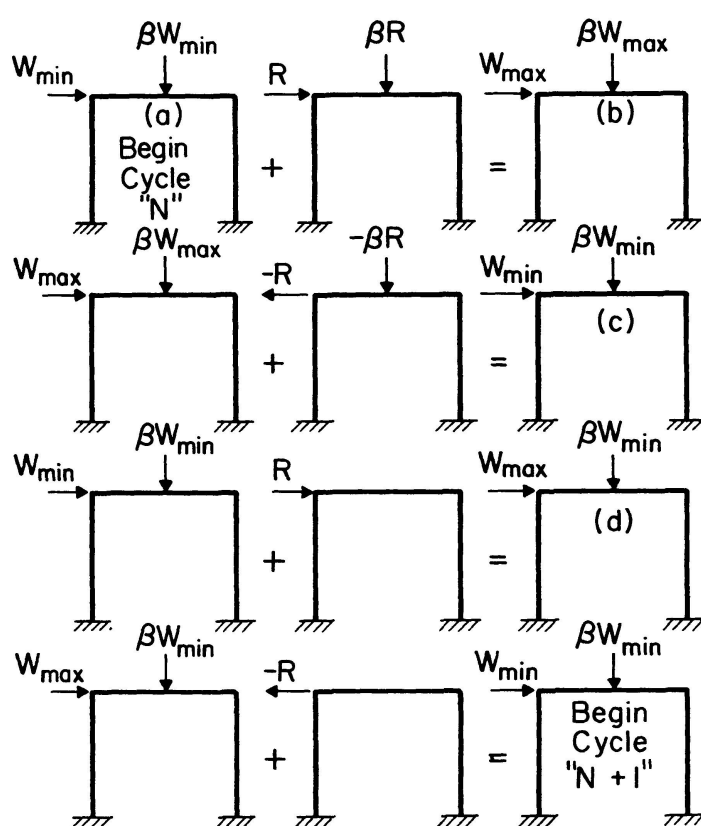 βWmin βR βWmax
Wmin R Wmax
(a) (b)
Begin
Cycle
"N"
+ =
βWmax -βR βWmin
Wmax -R Wmin
(c)
+ =
βWmin βWmin
Wmin R Wmax
(d)
+ =
βWmin βWmin
Wmax -R Wmin
Begin
Cycle
"N + 1"
+ =